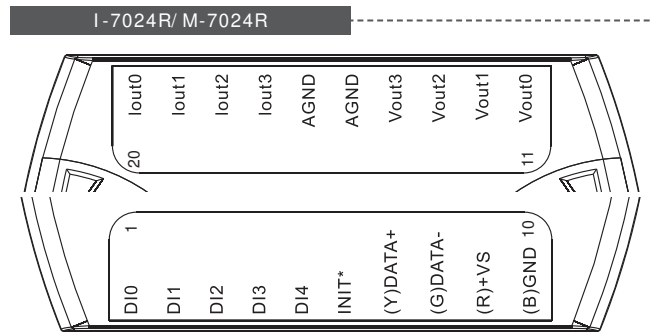 I-7024R/ M-7024R
Iout0
Iout1
Iout2
Iout3
AGND
AGND
Vout3
Vout2
Vout1
Vout0
20
11
1
10
DI0
DI1
DI2
DI3
DI4
INIT*
(Y)DATA+
(G)DATA-
(R)+VS
(B)GND